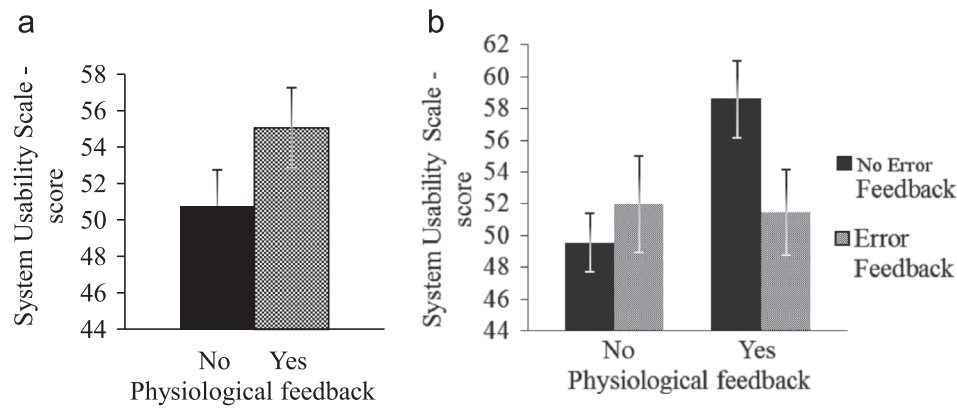 a
System Usability Scale -
score
58
56
54
52
50
48
46
44
No Yes
Physiological feedback
b
System Usability Scale -
score
62
60
58
56
54
52
50
48
46
44
No Yes
Physiological feedback
No Error
Feedback
Error
Feedback